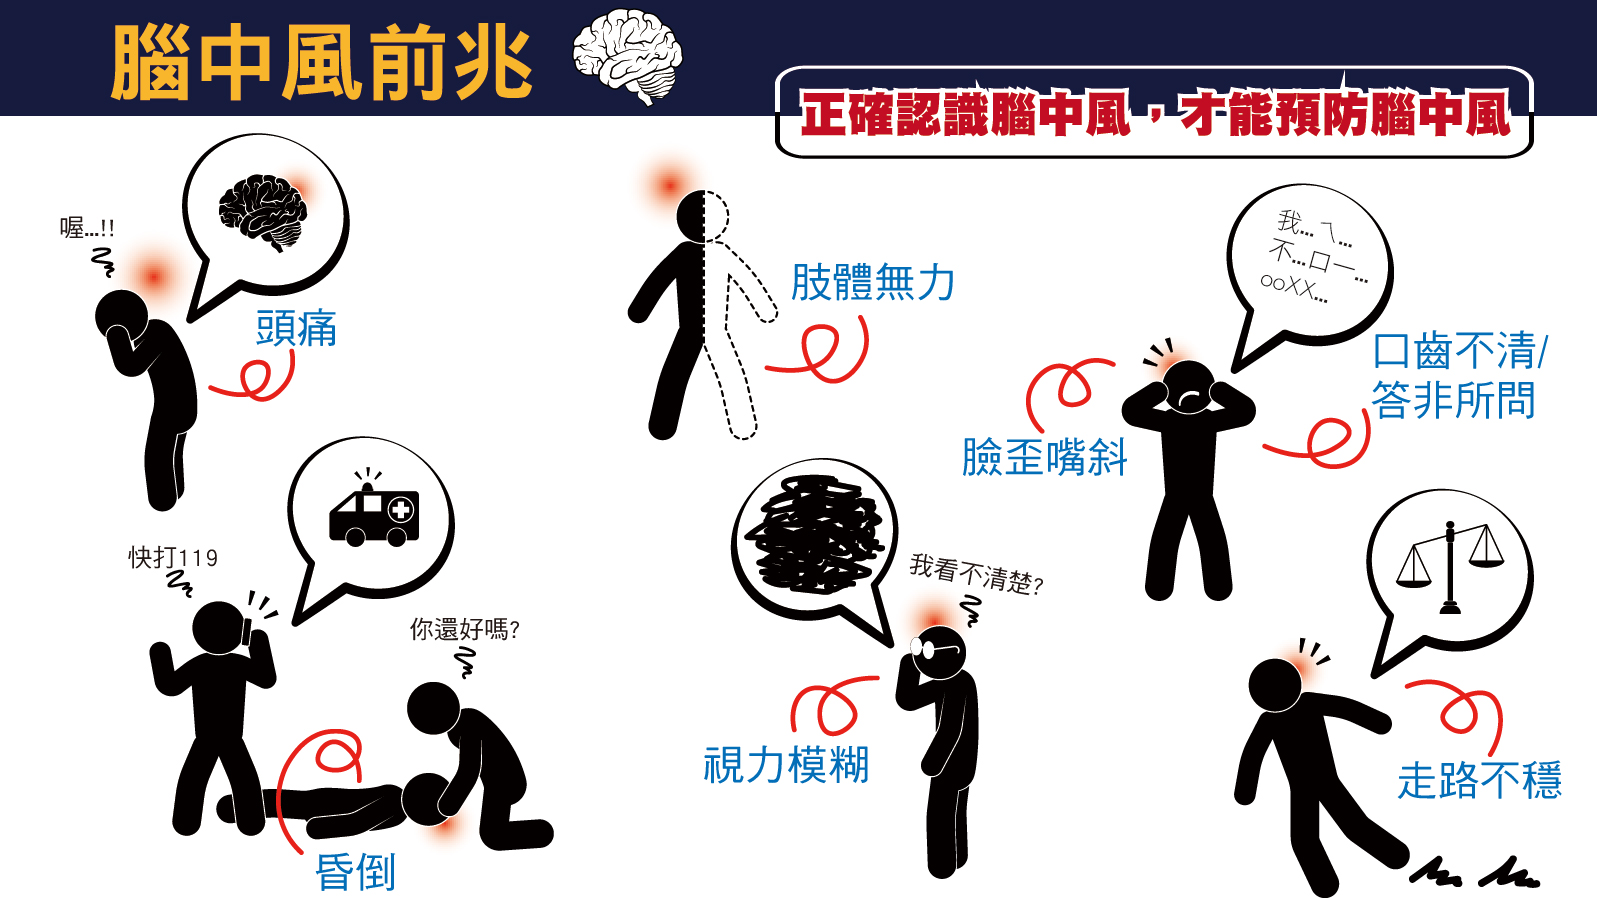 腦中風前兆
正確認識腦中風，才能預防腦中風
喔...!!
頭痛
肢體無力
我...ㄟ...
不...口一...
ooXX...
口齒不清/
答非所問
臉歪嘴斜
快打119
你還好嗎?
昏倒
我看不清楚?
視力模糊
走路不穩